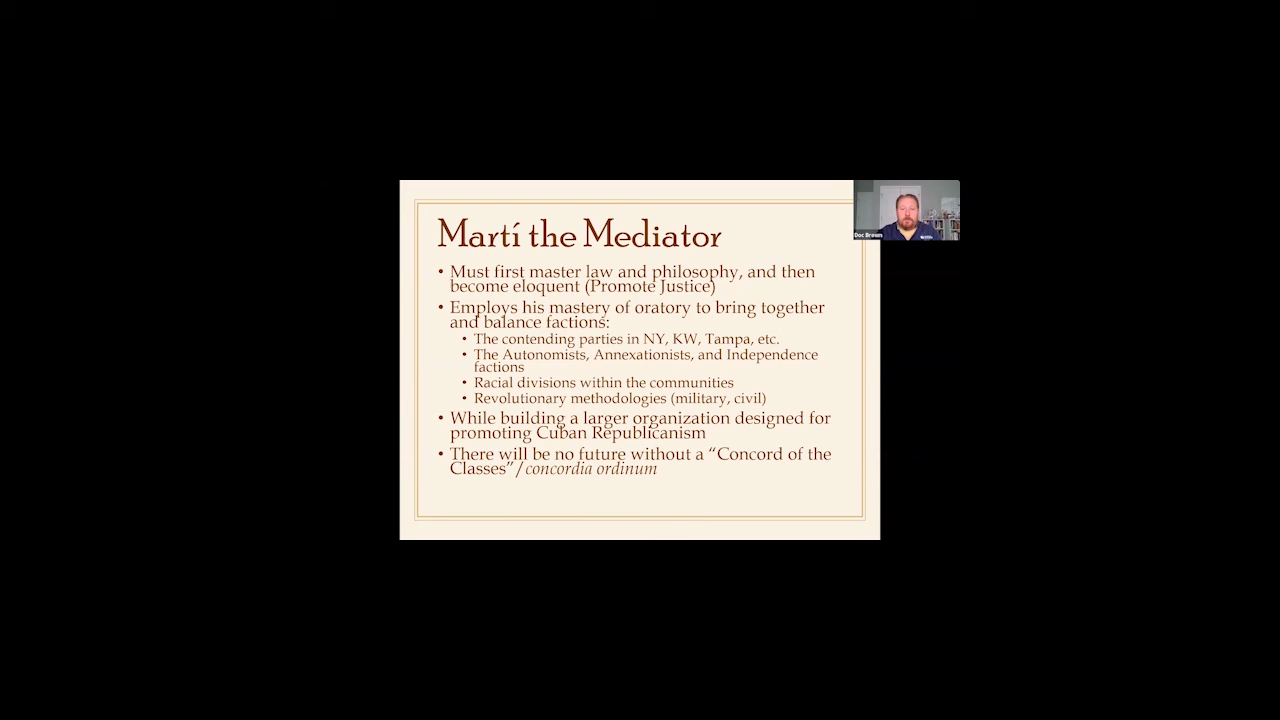 Martí the Mediator
• Must first master law and philosophy, and then
become eloquent (Promote Justice)
• Employs his mastery of oratory to bring together
and balance factions:
• The contending parties in NY, KW, Tampa, etc.
• The Autonomists, Annexationists, and Independence
factions
• Racial divisions within the communities
• Revolutionary methodologies (military, civil)
• While building a larger organization designed for
promoting Cuban Republicanism
• There will be no future without a “Concord of the
Classes”/concordia ordinum
Doc Brown